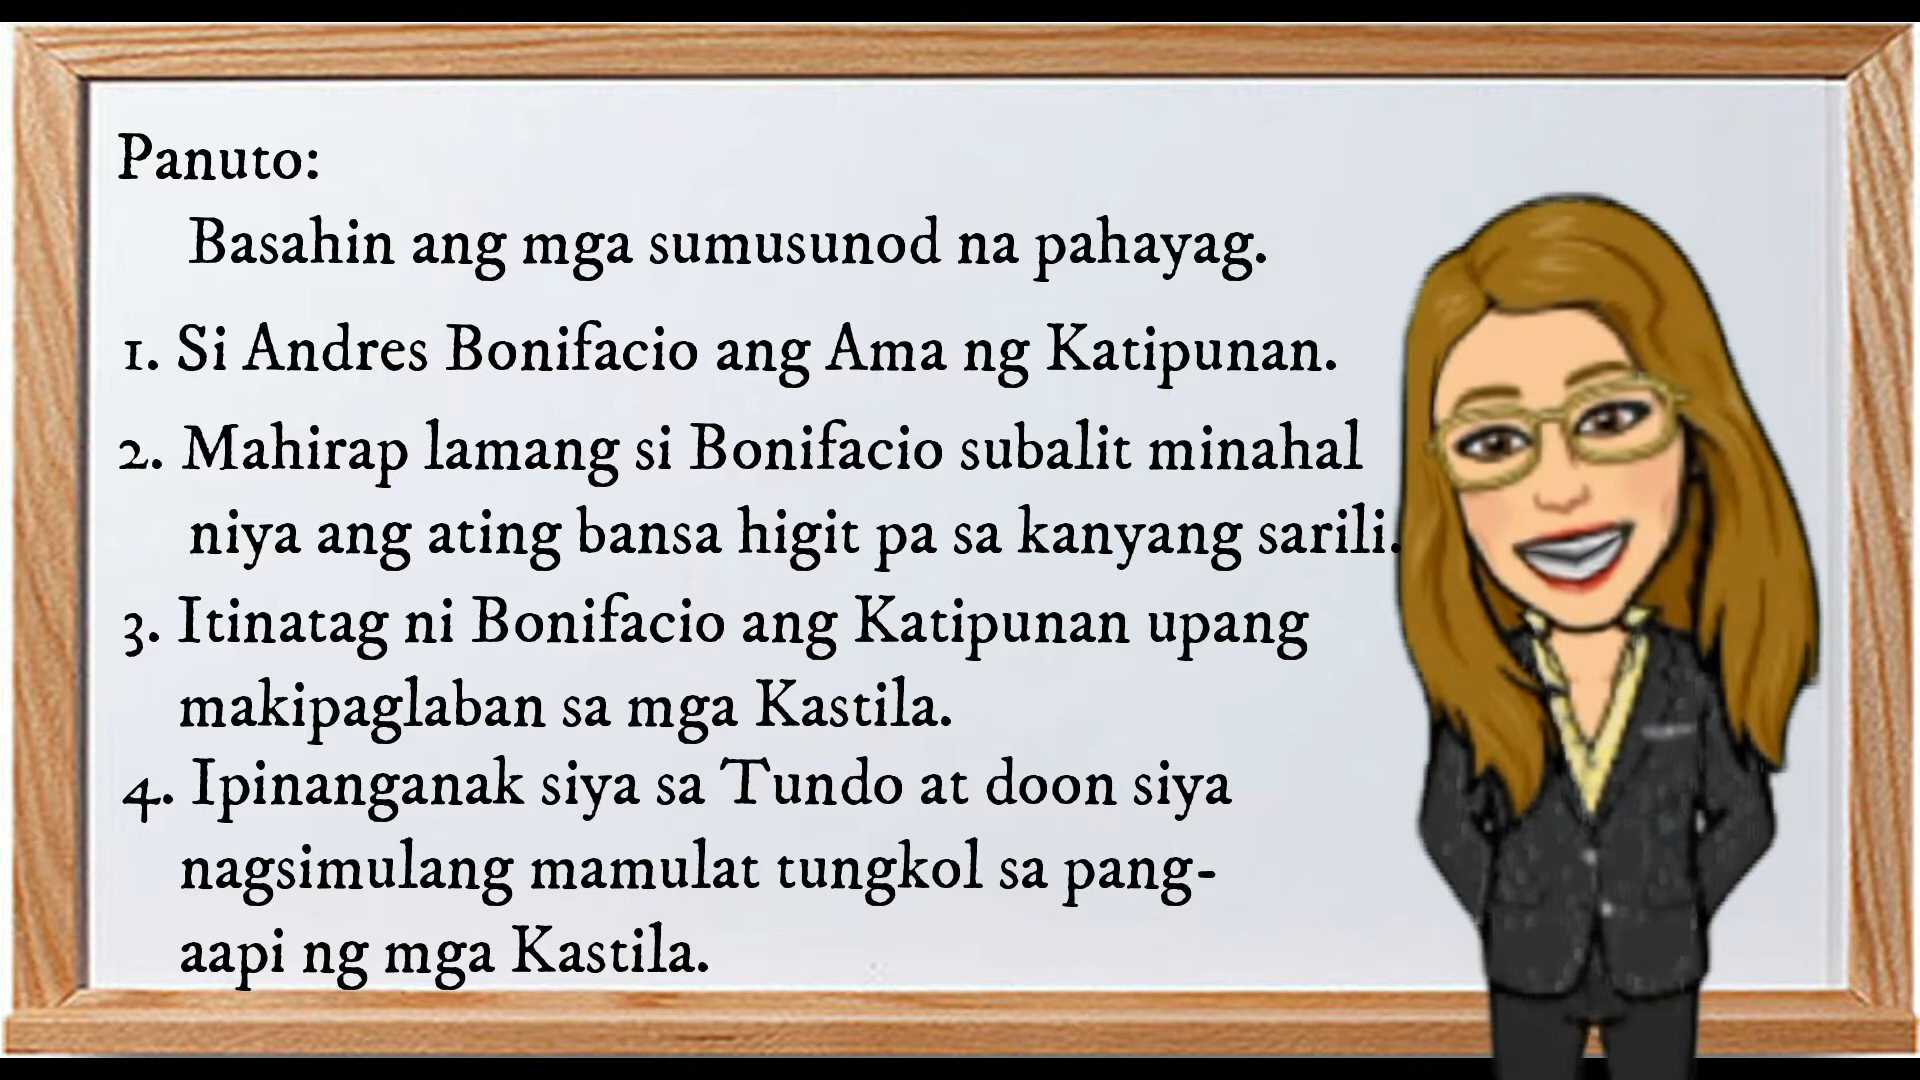 Panuto:
Basahin ang mga sumusunod na pahayag.
1. Si Andres Bonifacio ang Ama ng Katipunan.
2. Mahirap lamang si Bonifacio subalit minahal
niya ang ating bansa higit pa sa kanyang sarili.
3. Itinatag ni Bonifacio ang Katipunan upang
makipaglaban sa mga Kastila.
4. Ipinanganak siya sa Tundo at doon siya
nagsimulang mamulat tungkol sa pang-
aapi ng mga Kastila.